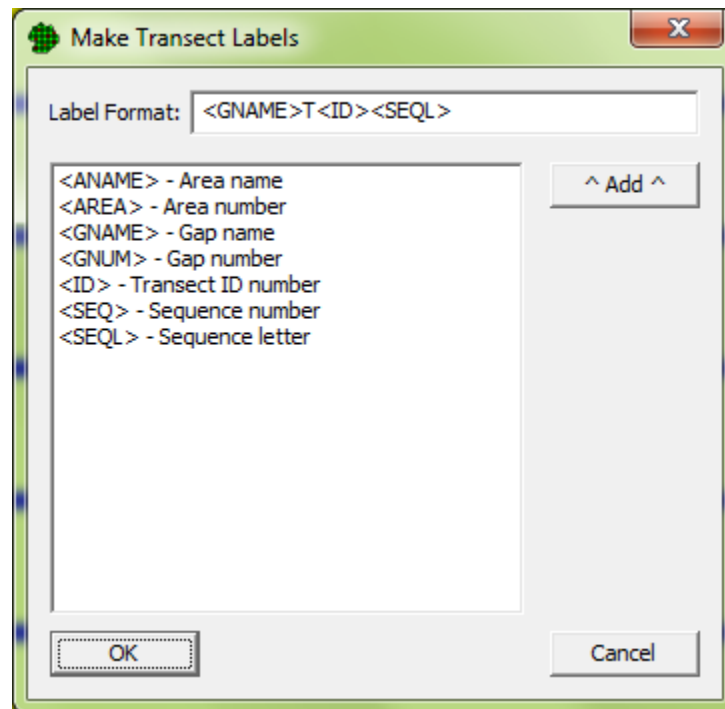 Make Transect Labels
x
Label Format: <GNAME>T<ID><SEQL>
<ANAME> - Area name
^ Add ^
<AREA> - Area number
<GNAME> - Gap name
<GNUM> - Gap number
<ID> - Transect ID number
<SEQ> - Sequence number
<SEQL> - Sequence letter
OK
Cancel